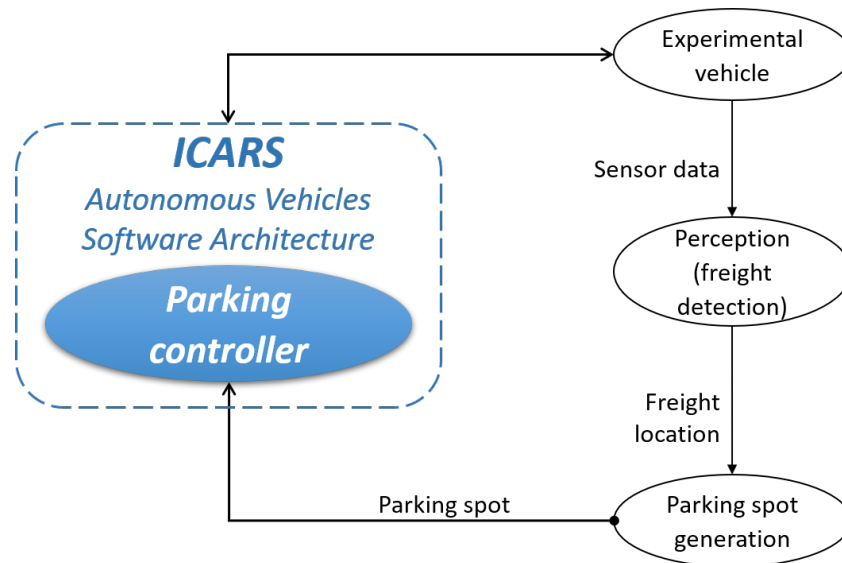 Experimental
vehicle
ICARS
Autonomous Vehicles
Software Architecture
Parking
controller
Sensor data
Perception
(freight
detection)
Freight
location
Parking spot
Parking spot
generation